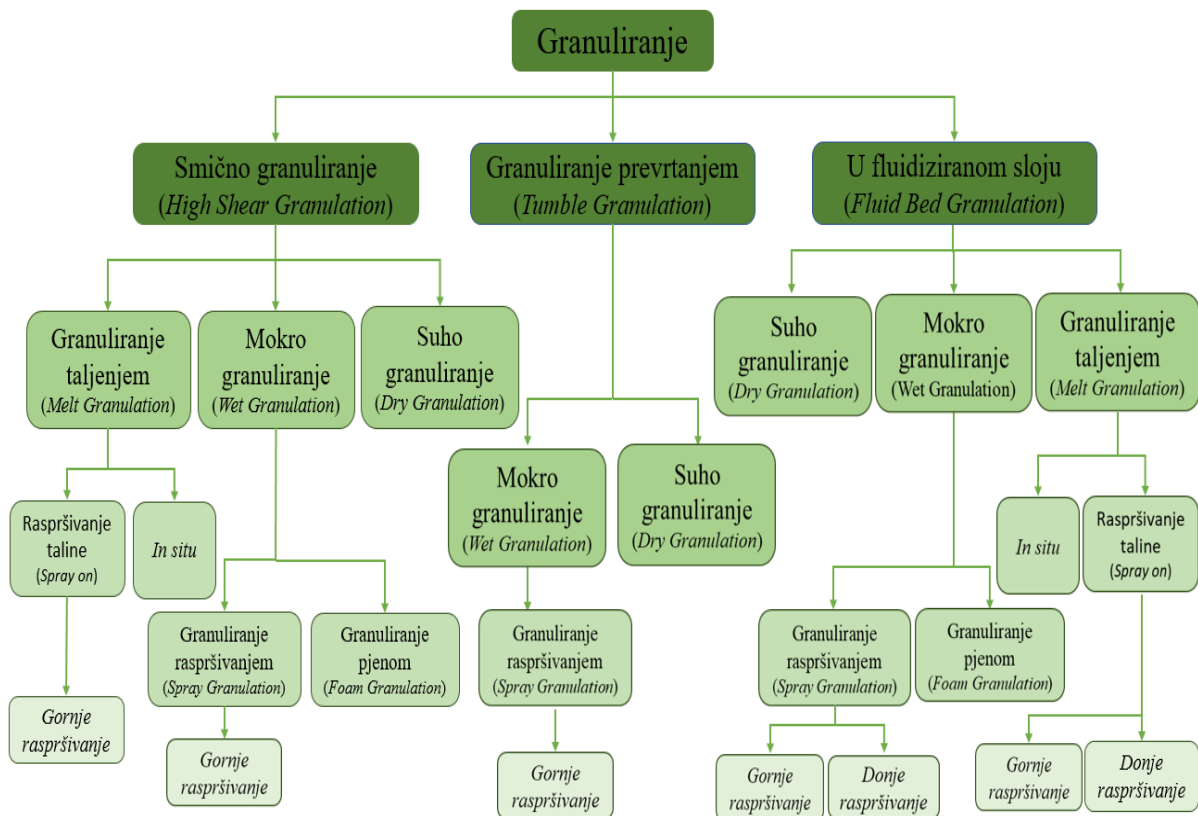 Granuliranje
Smično granuliranje
(High Shear Granulation)
Granuliranje prevrtanjem
(Tumble Granulation)
U fluidiziranom sloju
(Fluid Bed Granulation)
Granuliranje
taljenjem
(Melt Granulation)
Mokro
granuliranje
(Wet Granulation)
Suho
granuliranje
(Dry Granulation)
Suho
granuliranje
(Dry Granulation)
Mokro
granuliranje
(Wet Granulation)
Granuliranje
taljenjem
(Melt Granulation)
Mokro
granuliranje
(Wet Granulation)
Suho
granuliranje
(Dry Granulation)
Raspršivanje
taline
(Spray on)
In situ
In situ
Raspršivanje
taline
(Spray on)
Granuliranje
raspršivanjem
(Spray Granulation)
Granuliranje
pjenom
(Foam Granulation)
Granuliranje
raspršivanjem
(Spray Granulation)
Granuliranje
raspršivanjem
(Spray Granulation)
Granuliranje
pjenom
(Foam Granulation)
Gornje
raspršivanje
Gornje
raspršivanje
Gornje
raspršivanje
Gornje
raspršivanje
Donje
raspršivanje
Gornje
raspršivanje
Donje
raspršivanje